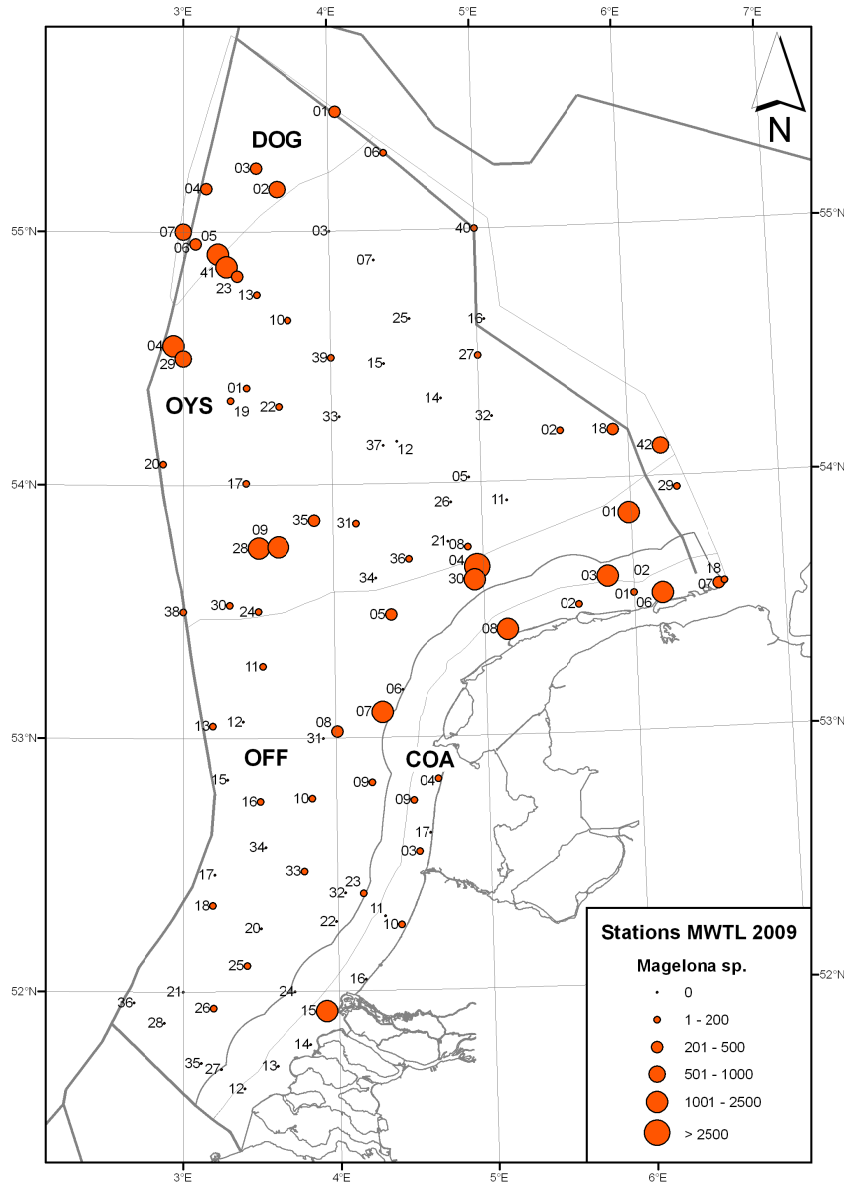 3°E 4°E 5°E 6°E 7°E
N
01
DOG
06
03
04 02
55°N 55°N
07 05 03 40
06
07
41
23
13
10 25 16
04
29 39 27
15
01
14
OYS 19 22
33 32
02 18
42
37 12
20
54°N 54°N
17 05
29
26 11
01
35 31
09
28
21 08
36 04
34 30
03 02 18
07
01
06
02
30
38 24
05
08
11
06
07
13 12
08
53°N 53°N
31
OFF COA
15 09 04
16 10 09
17
34 03
17 33
23
32
18 11
22 10
20
25
16
52°N 52°N
21 24
36 26 15
28
14
35 27 13
12
Stations MWTL 2009
Magelona sp.
0
1 - 200
201 - 500
501 - 1000
1001 - 2500
> 2500
3°E 4°E 5°E 6°E